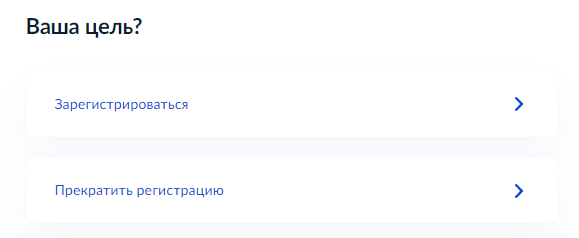 Ваша цель?
Зарегистрироваться
Прекратить регистрацию